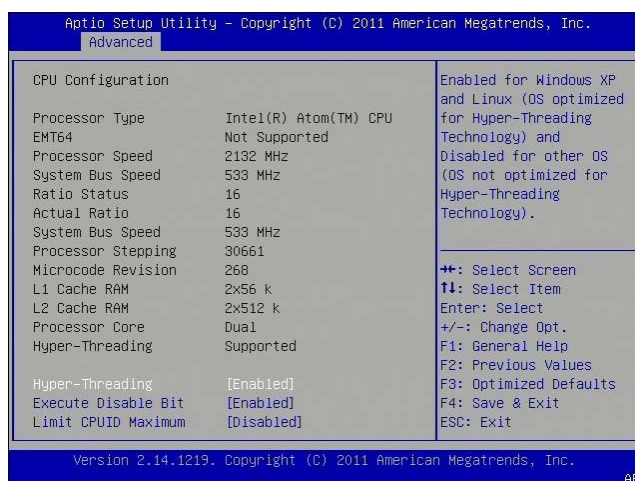 Aptio Setup Utility – Copyright (C) 2011 American Megatrends, Inc.
Advanced
CPU Configuration
Processor Type Intel(R) Atom(TM) CPU
EMT64 Not Supported
Processor Speed 2132 MHz
System Bus Speed 533 MHz
Ratio Status 16
Actual Ratio 16
System Bus Speed 533 MHz
Processor Stepping 30661
Microcode Revision 268
L1 Cache RAM 2x56 k
L2 Cache RAM 2x512 k
Processor Core Dual
Hyper-Threading Supported
Hyper-Threading [Enabled]
Execute Disable Bit [Enabled]
Limit CPUID Maximum [Disabled]
Enabled for Windows XP
and Linux (OS optimized
for Hyper-Threading
Technology) and
Disabled for other OS
(OS not optimized for
Hyper-Threading
Technology).
→←: Select Screen
↑↓: Select Item
Enter: Select
+/-: Change Opt.
F1: General Help
F2: Previous Values
F3: Optimized Defaults
F4: Save & Exit
ESC: Exit
Version 2.14.1219. Copyright (C) 2011 American Megatrends, Inc.